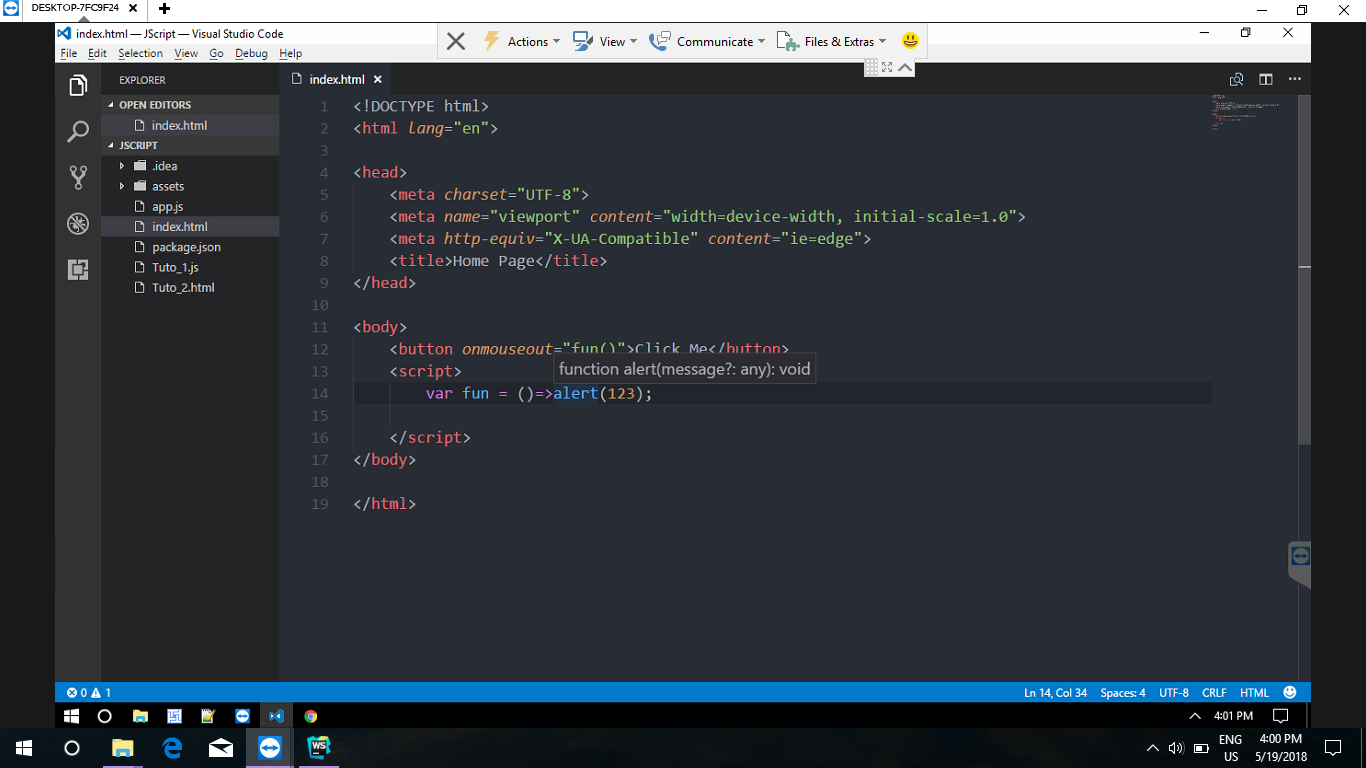 DESKTOP-7FC9F24
index.html — JScript — Visual Studio Code
Actions View Communicate Files & Extras
File Edit Selection View Go Debug Help
EXPLORER
OPEN EDITORS
index.html
JSCRIPT
.idea
assets
app.js
index.html
package.json
Tuto_1.js
Tuto_2.html
index.html
1 <!DOCTYPE html>
2 <html lang="en">
3
4 <head>
5 <meta charset="UTF-8">
6 <meta name="viewport" content="width=device-width, initial-scale=1.0">
7 <meta http-equiv="X-UA-Compatible" content="ie=edge">
8 <title>Home Page</title>
9 </head>
10
11 <body>
12 <button onmouseout="fun()">Click Me</button>
13 <script>
function alert(message?: any): void
14 var fun = ()=>alert(123);
15
16 </script>
17 </body>
18
19 </html>
0 1
Ln 14, Col 34 Spaces: 4 UTF-8 CRLF HTML
4:01 PM
WS
ENG
US
4:00 PM
5/19/2018